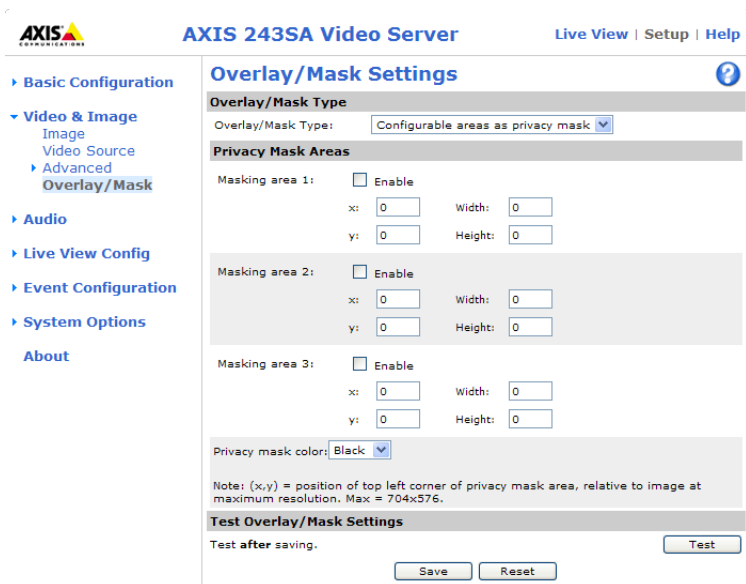 AXIS
COMMUNICATIONS
AXIS 243SA Video Server
Live View | Setup | Help
Basic Configuration
Video & Image
Image
Video Source
Advanced
Overlay/Mask
Audio
Live View Config
Event Configuration
System Options
About
Overlay/Mask Settings
?
Overlay/Mask Type
Overlay/Mask Type: Configurable areas as privacy mask
Privacy Mask Areas
Masking area 1: Enable
x: 0 Width: 0
y: 0 Height: 0
Masking area 2: Enable
x: 0 Width: 0
y: 0 Height: 0
Masking area 3: Enable
x: 0 Width: 0
y: 0 Height: 0
Privacy mask color: Black
Note: (x,y) = position of top left corner of privacy mask area, relative to image at
maximum resolution. Max = 704x576.
Test Overlay/Mask Settings
Test after saving. Test
Save Reset